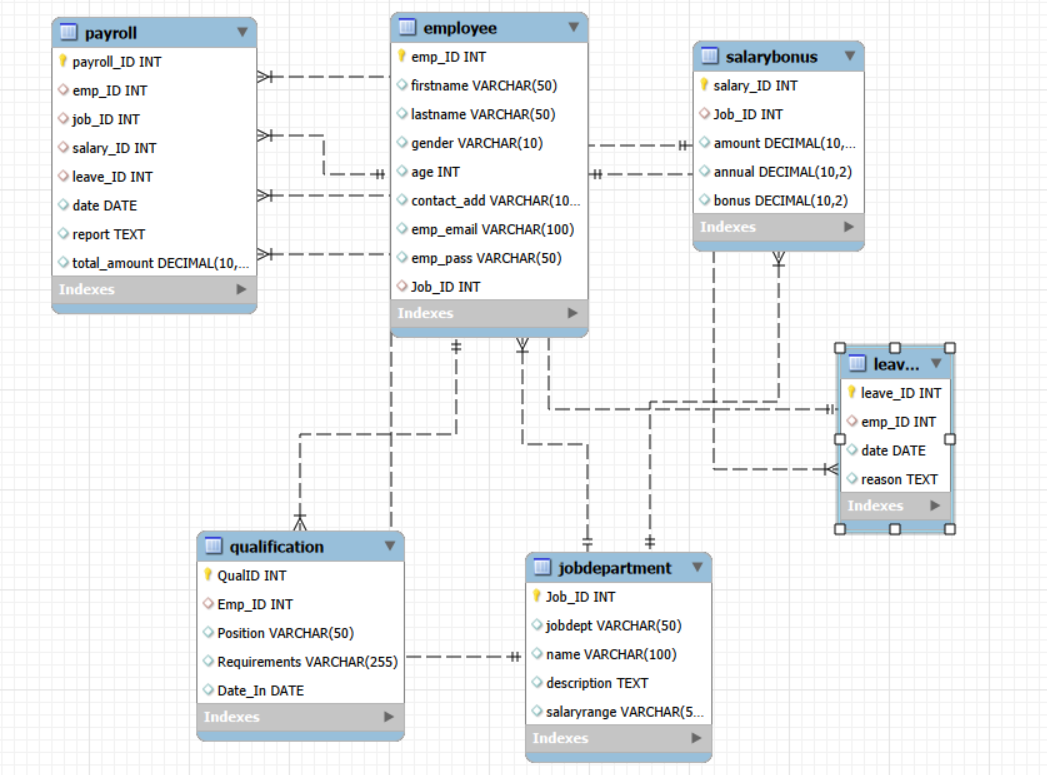 payroll
payroll_ID INT
emp_ID INT
job_ID INT
salary_ID INT
leave_ID INT
date DATE
report TEXT
total_amount DECIMAL(10,...
Indexes
employee
emp_ID INT
firstname VARCHAR(50)
lastname VARCHAR(50)
gender VARCHAR(10)
age INT
contact_add VARCHAR(10...
emp_email VARCHAR(100)
emp_pass VARCHAR(50)
Job_ID INT
Indexes
salarybonus
salary_ID INT
Job_ID INT
amount DECIMAL(10,...
annual DECIMAL(10,2)
bonus DECIMAL(10,2)
Indexes
leav...
leave_ID INT
emp_ID INT
date DATE
reason TEXT
Indexes
qualification
QualID INT
Emp_ID INT
Position VARCHAR(50)
Requirements VARCHAR(255)
Date_In DATE
Indexes
jobdepartment
Job_ID INT
jobdept VARCHAR(50)
name VARCHAR(100)
description TEXT
salaryrange VARCHAR(5...
Indexes